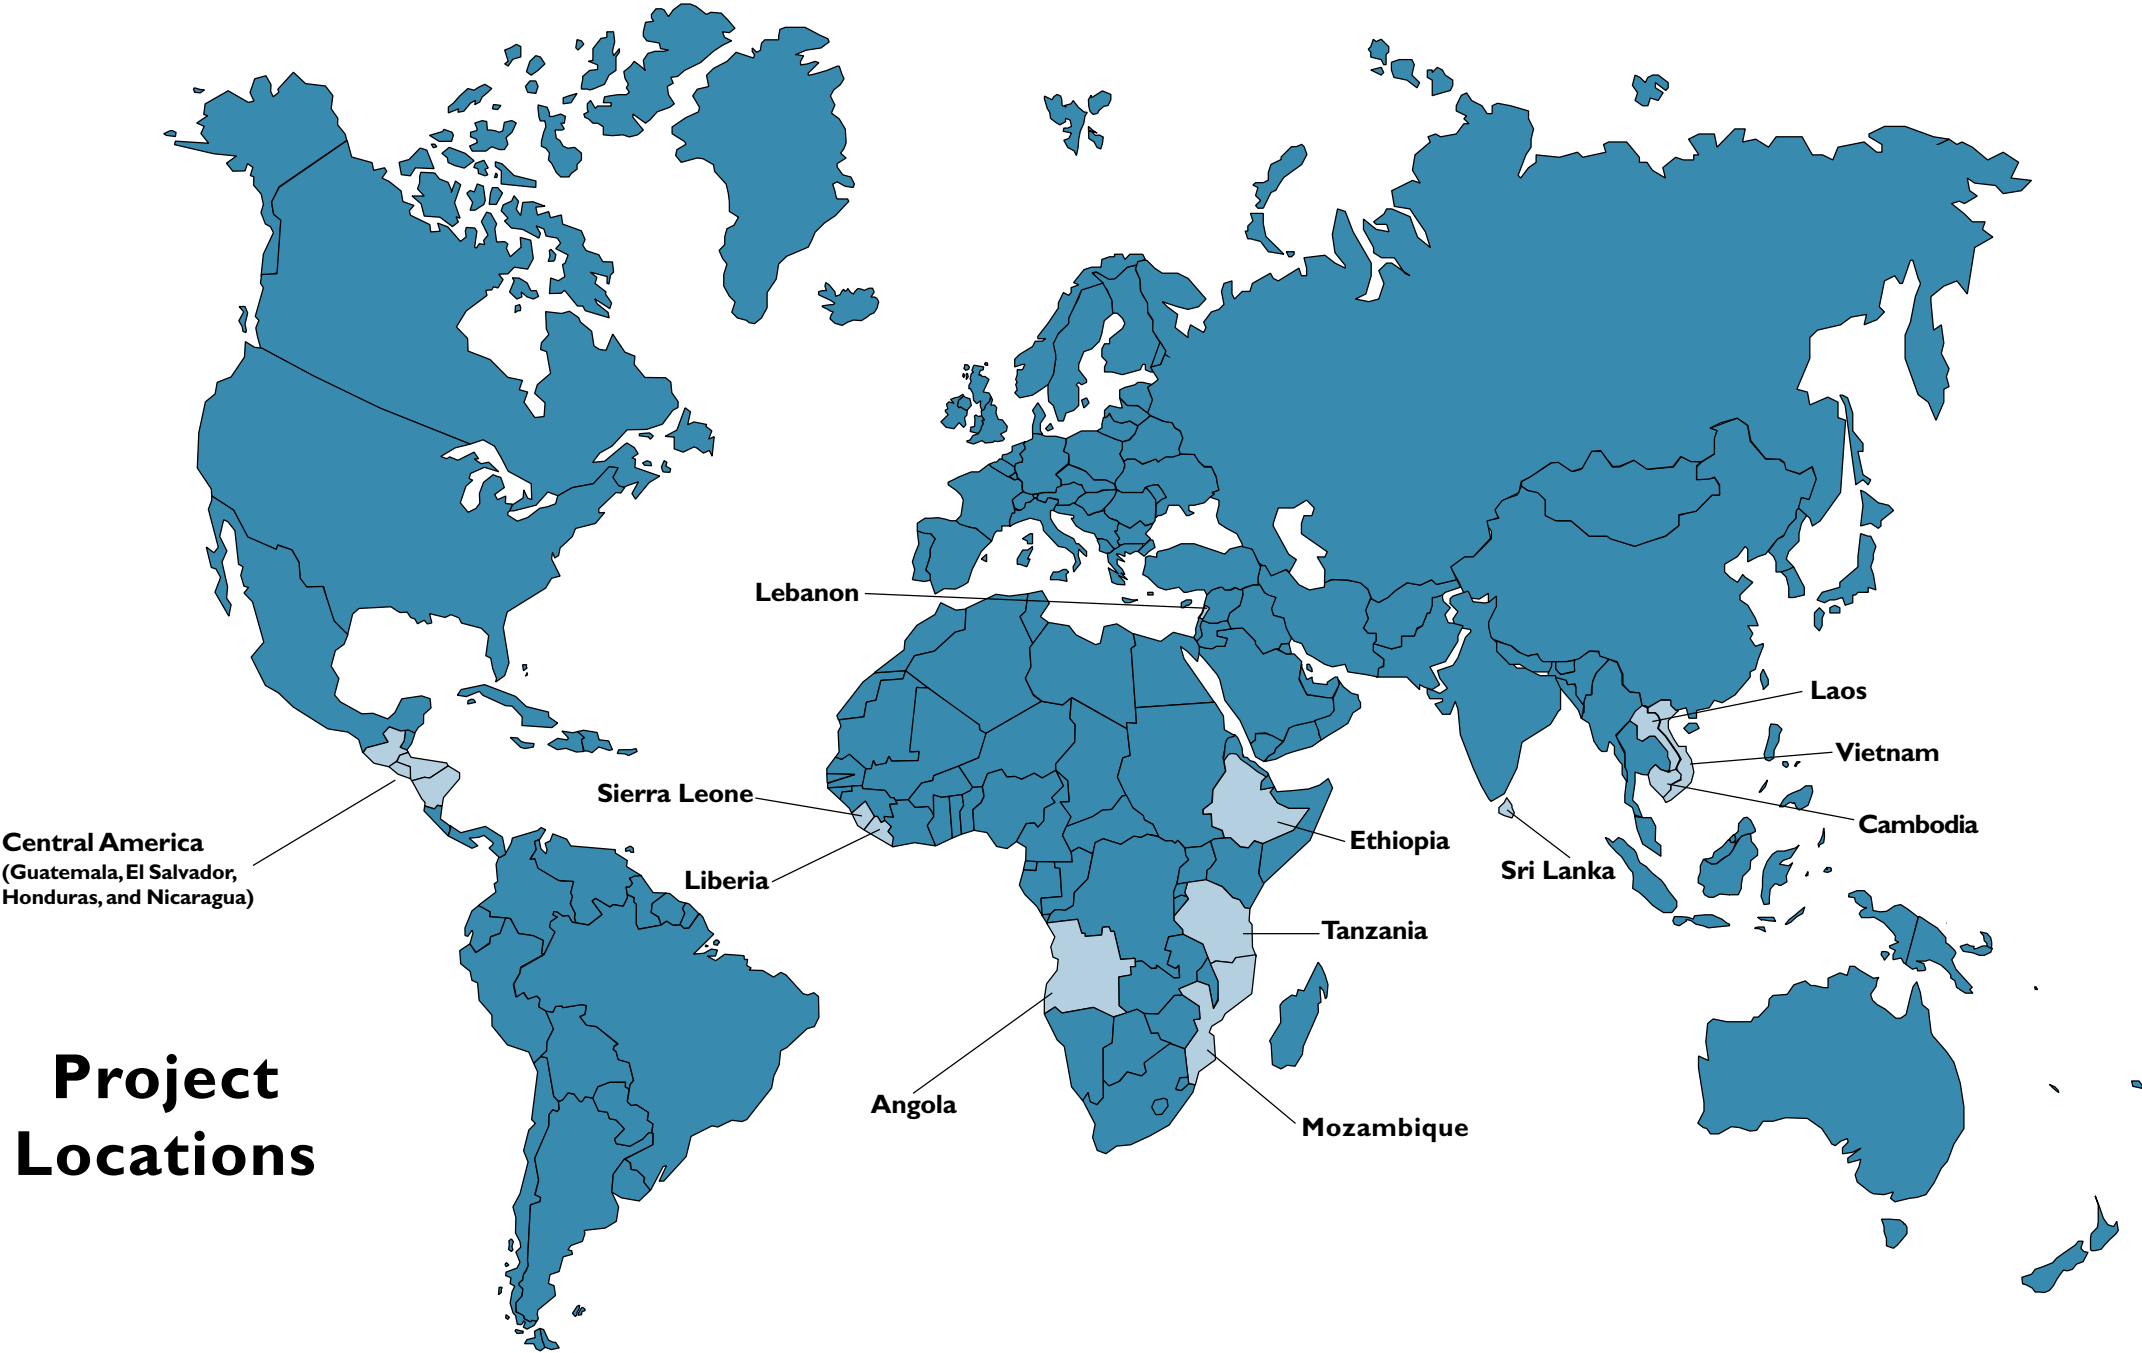 Lebanon
Laos
Vietnam
Sierra Leone
Cambodia
Central America
(Guatemala, El Salvador,
Honduras, and Nicaragua)
Ethiopia
Sri Lanka
Liberia
Tanzania
Project
Locations
Angola
Mozambique